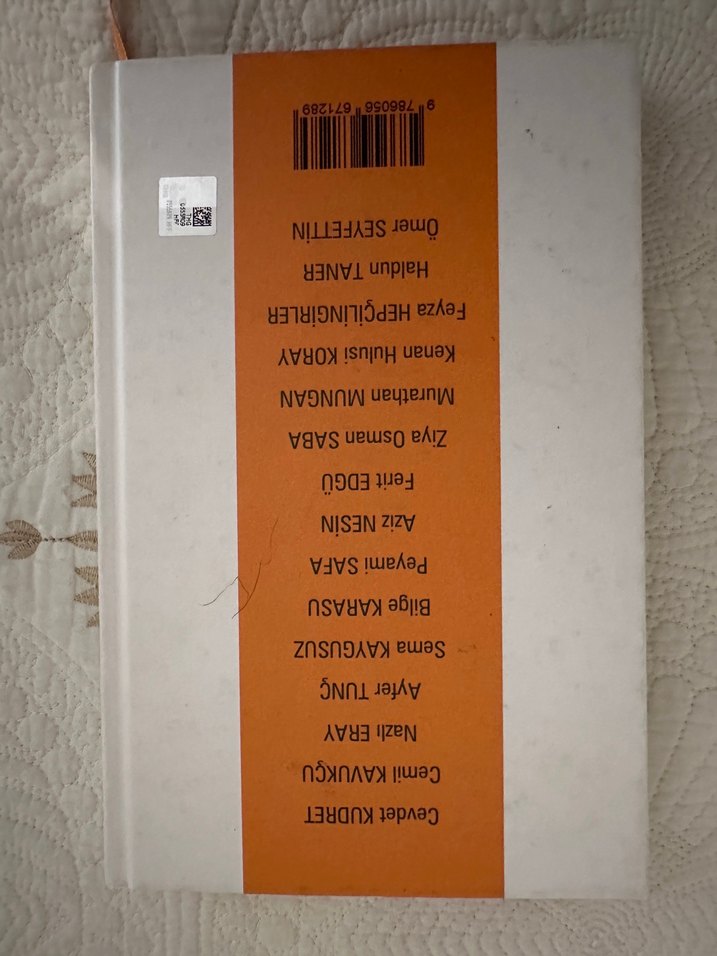 Cevdet KUDRET
Cemil KAVUKÇU
Nazlı ERAY
Ayfer TUNÇ
Sema KAYGUSUZ
Bilge KARASU
Peyami SAFA
Aziz NESİN
Ferit EDGÜ
Ziya Osman SABA
Murathan MUNGAN
Kenan Hulusi KORAY
Feyza HEPÇİLİNGİRLER
Haldun TANER
Ömer SEYFETTİN
9 786056 671289